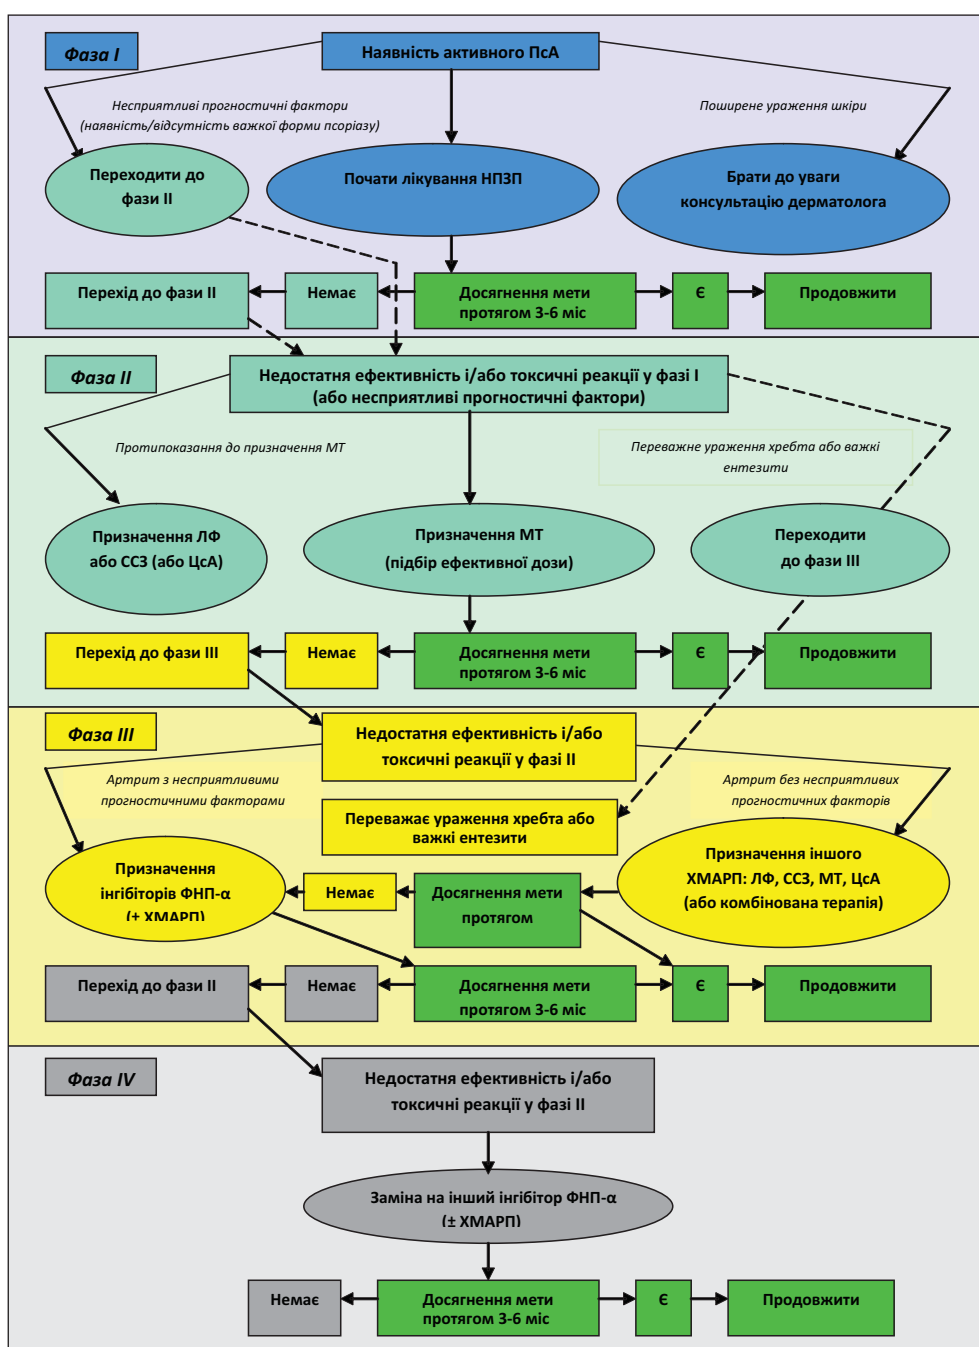 Фаза I
Наявність активного ПсА
Несприятливі прогностичні фактори
(наявність/відсутність важкої форми псоріазу)
Поширене ураження шкіри
Переходити до
фази II
Почати лікування НПЗП
Брати до уваги
консультацію дерматолога
Перехід до фази II
Немає
Досягнення мети
протягом 3-6 міс
Є
Продовжити
Фаза II
Недостатня ефективність і/або токсичні реакції у фазі I
(або несприятливі прогностичні фактори)
Протипоказання до призначення МТ
Переважне ураження хребта або важкі
ентезити
Призначення ЛФ
або ССЗ (або ЦсА)
Призначення МТ
(підбір ефективної дози)
Переходити
до фази III
Перехід до фази III
Немає
Досягнення мети
протягом 3-6 міс
Є
Продовжити
Фаза III
Недостатня ефективність і/або
токсичні реакції у фазі II
Артрит з несприятливими
прогностичними факторами
Артрит без несприятливих
прогностичних факторів
Переважає ураження хребта або
важкі ентезити
Призначення
інгібіторів ФНП-α
(± ХМАРП)
Немає
Досягнення мети
протягом
Призначення іншого
ХМАРП: ЛФ, ССЗ, МТ, ЦсА
(або комбінована терапія)
Перехід до фази II
Немає
Досягнення мети
протягом 3-6 міс
Є
Продовжити
Фаза IV
Недостатня ефективність і/або
токсичні реакції у фазі II
Заміна на інший інгібітор ФНП-α
(± ХМАРП)
Немає
Досягнення мети
протягом 3-6 міс
Є
Продовжити